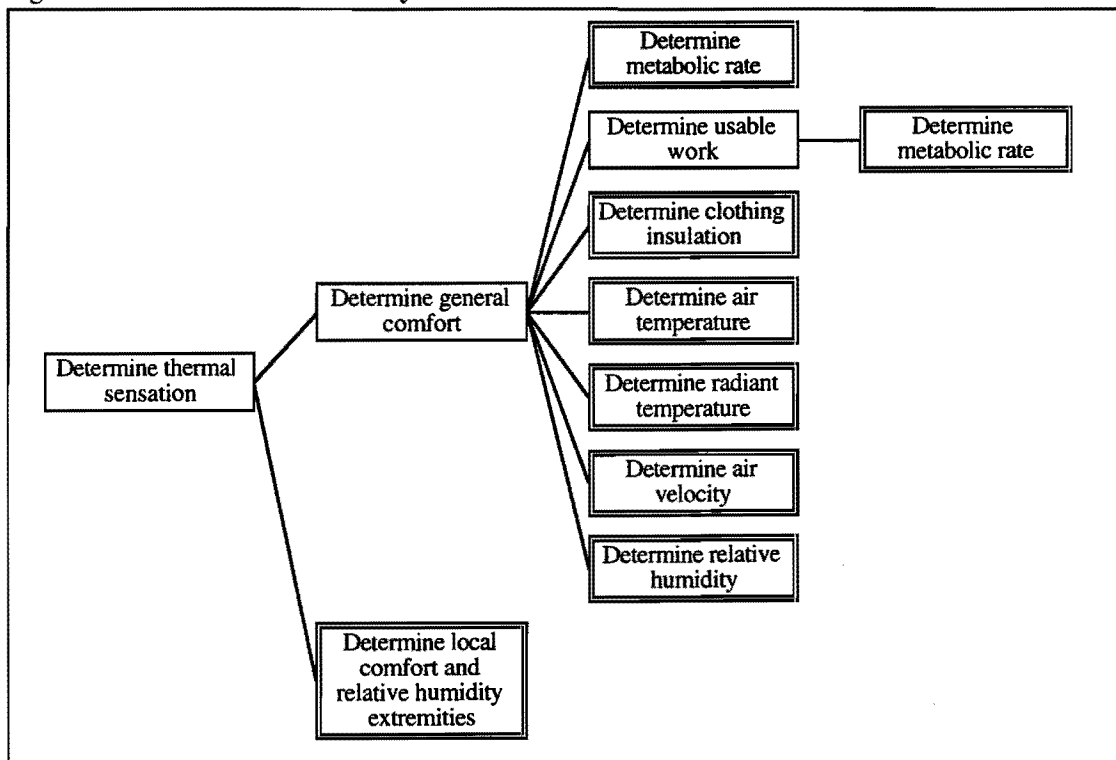 Determine
metabolic rate
Determine usable
work
Determine
metabolic rate
Determine clothing
insulation
Determine general
comfort
Determine air
temperature
Determine thermal
sensation
Determine radiant
temperature
Determine air
velocity
Determine relative
humidity
Determine local
comfort and
relative humidity
extremities